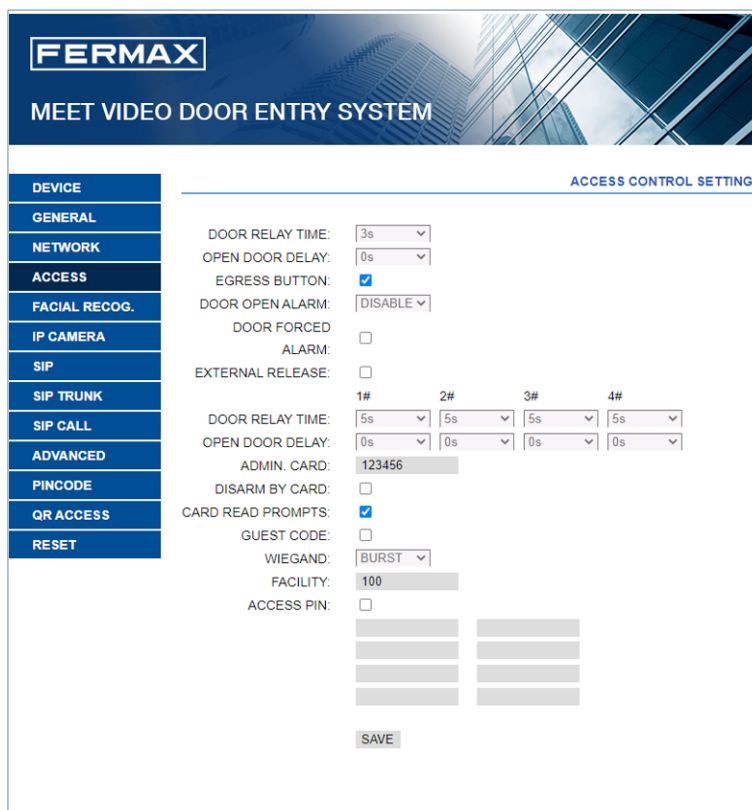 FERMAX
MEET VIDEO DOOR ENTRY SYSTEM
DEVICE
GENERAL
NETWORK
ACCESS
FACIAL RECOG.
IP CAMERA
SIP
SIP TRUNK
SIP CALL
ADVANCED
PINCODE
QR ACCESS
RESET
ACCESS CONTROL SETTING
DOOR RELAY TIME: 3s
OPEN DOOR DELAY: 0s
EGRESS BUTTON:
DOOR OPEN ALARM: DISABLE
DOOR FORCED
ALARM:
EXTERNAL RELEASE:
1# 2# 3# 4#
DOOR RELAY TIME: 5s 5s 5s 5s
OPEN DOOR DELAY: 0s 0s 0s 0s
ADMIN. CARD: 123456
DISARM BY CARD:
CARD READ PROMPTS:
GUEST CODE:
WIEGAND: BURST
FACILITY: 100
ACCESS PIN:
SAVE